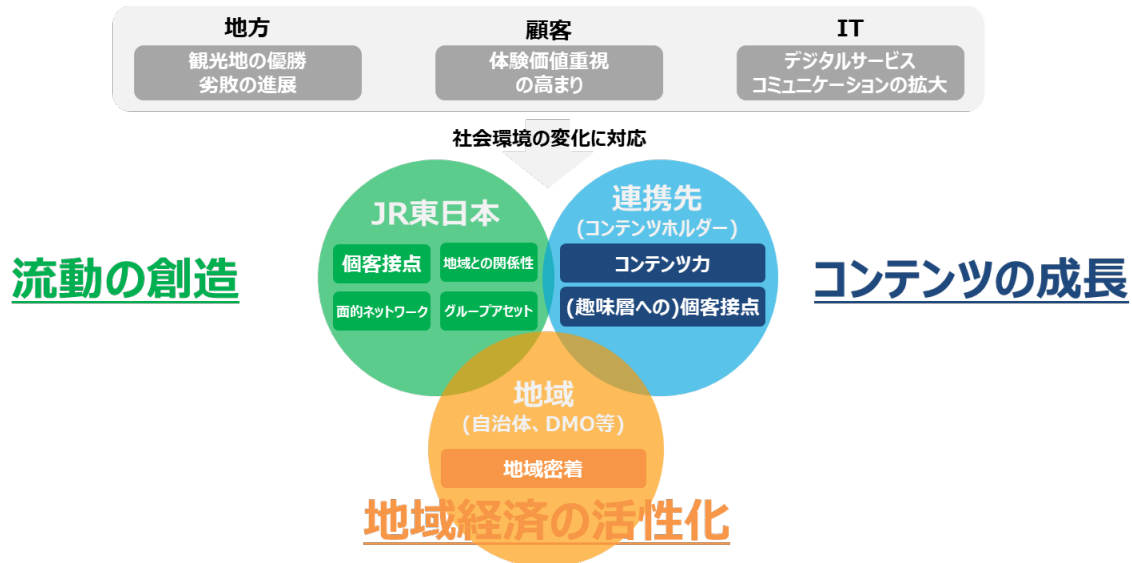 地方
観光地の優勝
劣敗の進展
顧客
体験価値重視
の高まり
IT
デジタルサービス
コミュニケーションの拡大
社会環境の変化に対応
JR東日本
個客接点
地域との関係性
面的ネットワーク
グループアセット
連携先
(コンテンツホルダー)
コンテンツ力
(趣味層への)個客接点
流動の創造
コンテンツの成長
地域
(自治体、DMO等)
地域密着
地域経済の活性化